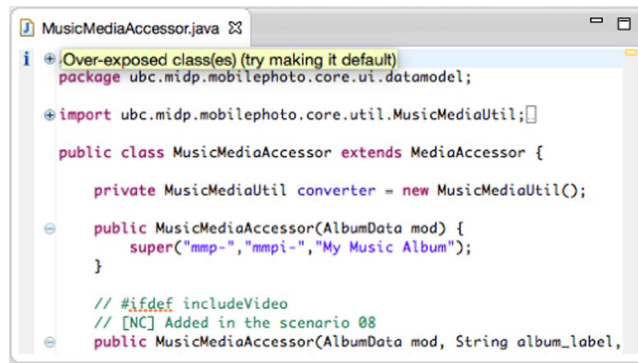 MusicMediaAccessor.java
Over-exposed class(es) (try making it default)
package ubc.midp.mobilephoto.core.ui.datamodel;
import ubc.midp.mobilephoto.core.util.MusicMediaUtil;
public class MusicMediaAccessor extends MediaAccessor {
private MusicMediaUtil converter = new MusicMediaUtil();
public MusicMediaAccessor(AlbumData mod) {
super("mmp-","mmpi-","My Music Album");
}
// #ifdef includeVideo
// [NC] Added in the scenario 08
public MusicMediaAccessor(AlbumData mod, String album_label,